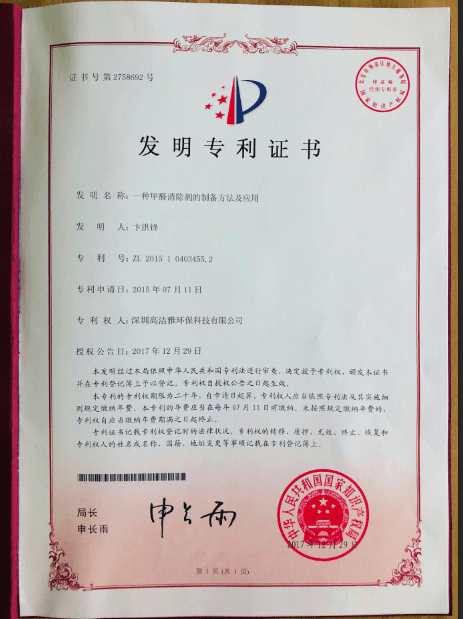 证书号第2758692号
发明专利证书
发明名称：一种甲醛消除剂的制备方法及应用
发明人：卞洪锋
专利号：ZL 2015 1 0403455.2
专利申请日：2015年07月11日
专利权人：深圳高洁雅环保科技有限公司
授权公告日：2017年12月29日
本发明经过本局依照中华人民共和国专利法进行审查，决定授予专利权，颁发本证书
并在专利登记簿上予以登记。专利权自授权公告之日起生效。
本专利的专利权期限为二十年，自申请日起算。专利权人应当依照专利法及其实施细
则规定缴纳年费。本专利的年费应当在每年07月11日前缴纳。未按照规定缴纳年费的，
专利权自应当缴纳年费期满之日起终止。
专利证书记载专利权登记时的法律状况。专利权的转移、质押、无效、终止、恢复和
专利权人的姓名或名称、国籍、地址变更等事项记载在专利登记簿上。
局长
申长雨
申长雨
中华人民共和国国家知识产权局
2017年12月29日
第1页(共1页)